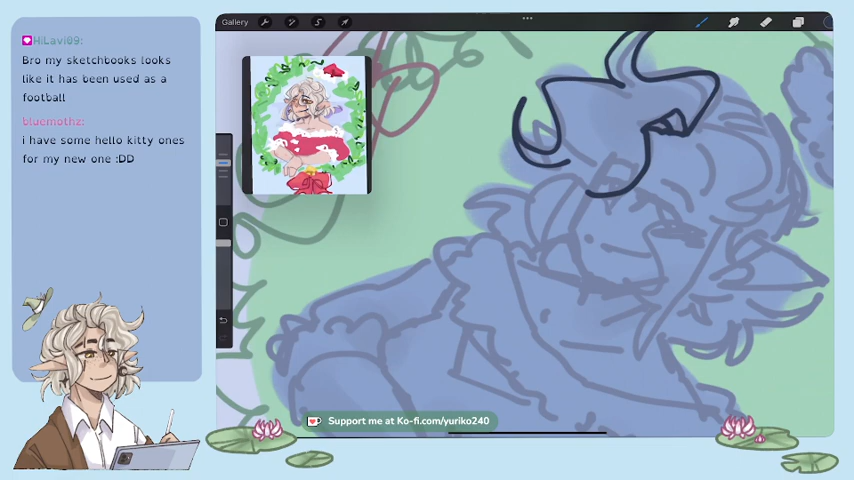 HiLavi09:
Bro my sketchbooks looks
like it has been used as a
football
bluemothz:
i have some hello kitty ones
for my new one :DD
Gallery
Support me at Ko-fi.com/yuriko240